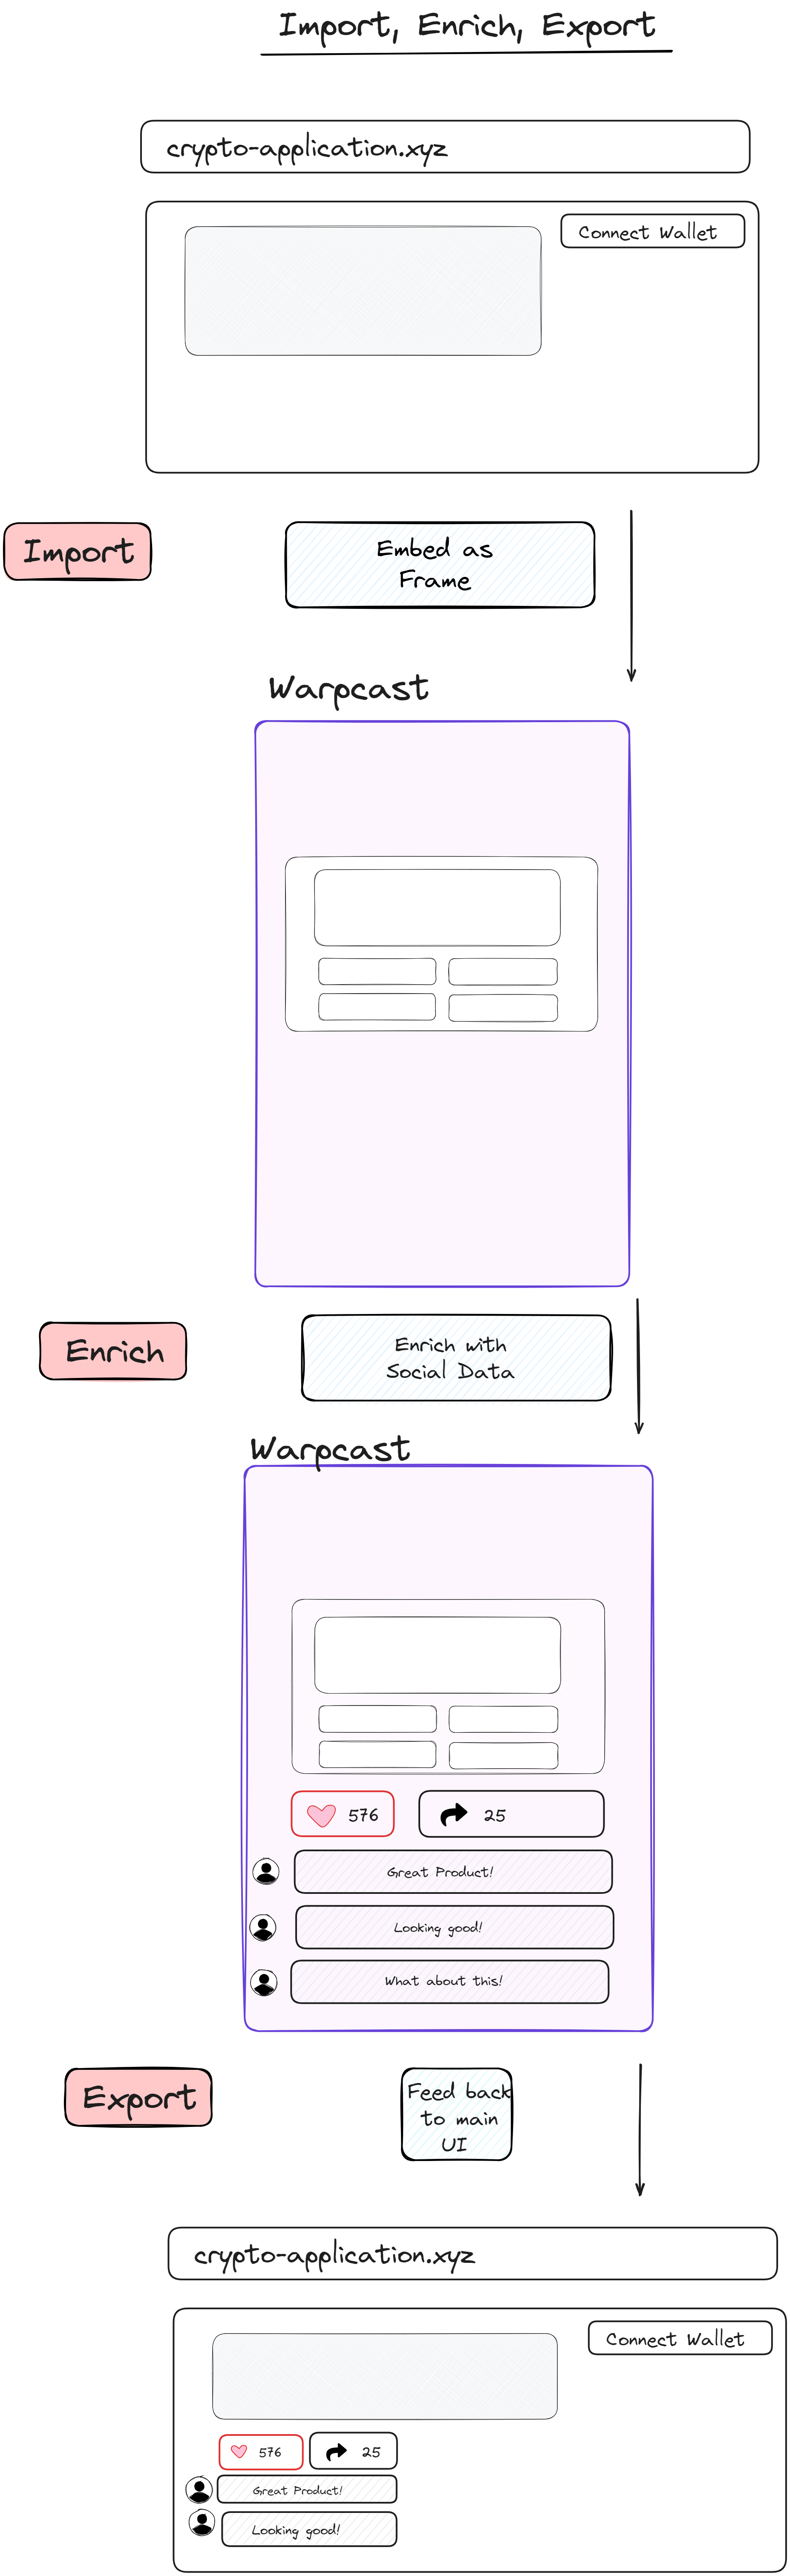 Import, Enrich, Export
crypto-application.xyz
Connect Wallet
Import
Embed as
Frame
Warpcast
Enrich
Enrich with
Social Data
Warpcast
576
25
Great Product!
Looking good!
What about this!
Export
Feed back
to main
UI
crypto-application.xyz
Connect Wallet
576
25
Great Product!
Looking good!